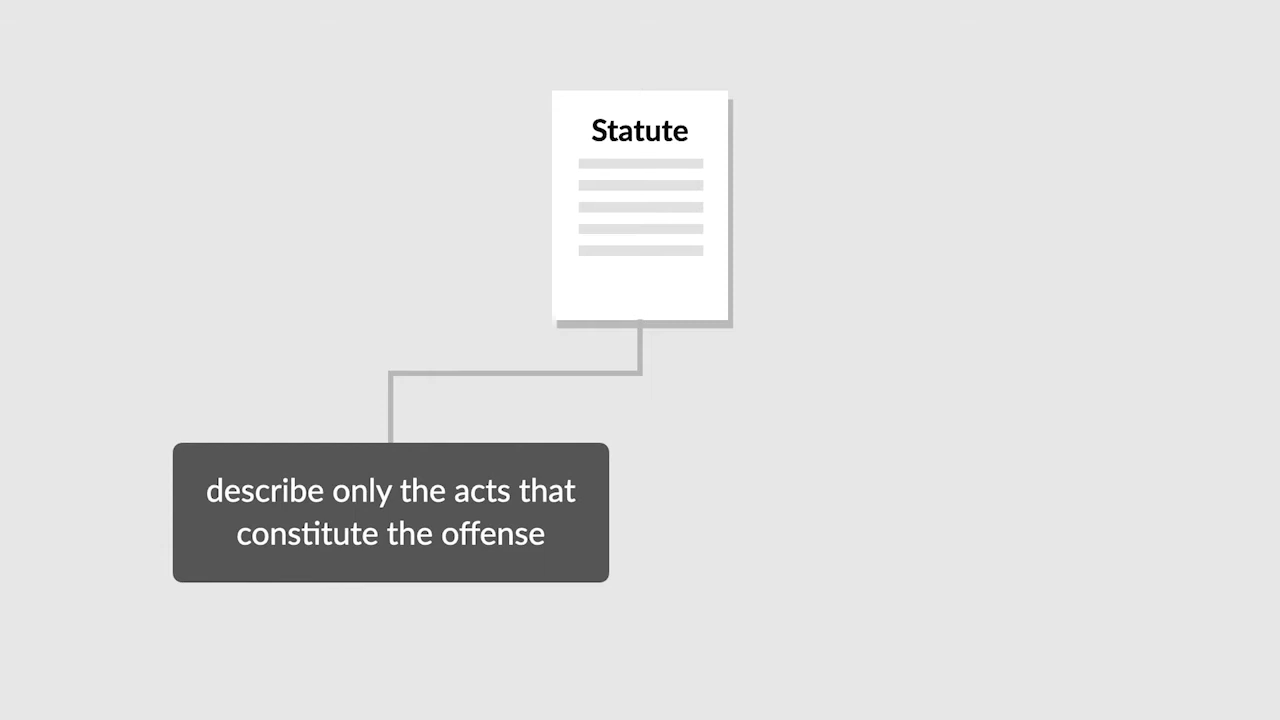 Statute
describe only the acts that
constitute the offense